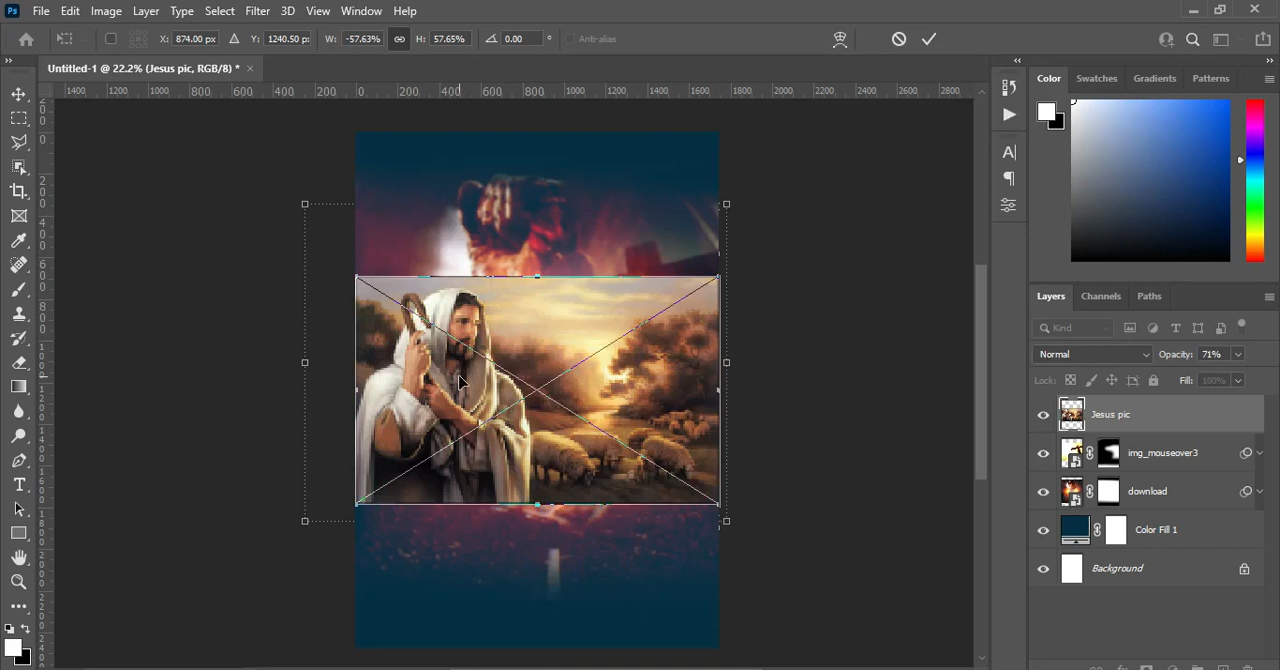 Ps File Edit Image Layer Type Select Filter 3D View Window Help
X: 874.00 px Y: 1240.50 px W: -57.63% H: 57.65% 0.00 ° Anti-alias
Untitled-1 @ 22.2% (Jesus pic, RGB/8) * ×
1400 1200 1000 800 600 400 200 0 200 400 600 800 1000 1200 1400 1600 1800 2000 2200 2400 2600 2800
Color Swatches Gradients Patterns
Layers Channels Paths
Kind
Normal Opacity: 71%
Lock: Fill: 100%
Jesus pic
img_mouseover3
download
Color Fill 1
Background